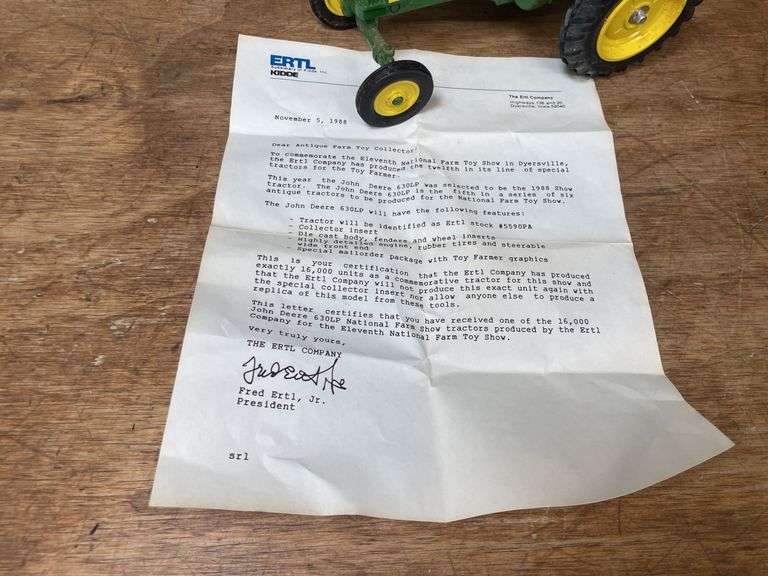 ERTL
SUBSIDIARY OF KIDDE, INC.
KIDDE
The Ertl Company
Highways 136 and 20
Dyersville, Iowa 52040
November 5, 1988
Dear Antique Farm Toy Collector:
To commemorate the Eleventh National Farm Toy Show in Dyersville,
the Ertl Company has produced the twelfth in its line of special
tractors for the Toy Farmer.
This year the John Deere 630LP was selected to be the 1988 Show
tractor. The John Deere 630LP is the fifth in a series of six
antique tractors to be produced for the National Farm Toy Show.
The John Deere 630LP will have the following features:
- Tractor will be identified as Ertl stock #5590PA
- Collector insert
- Die cast body, fenders and wheel inserts
- Highly detailed engine, rubber tires and steerable
- wide front end
- Special mailorder package with Toy Farmer graphics
This is your certification that the Ertl Company has produced
exactly 16,000 units as a commemorative tractor for this show and
that the Ertl Company will not produce this exact unit again with
the special collector insert nor allow anyone else to produce a
replica of this model from these tools.
This letter certifies that you have received one of the 16,000
John Deere 630LP National Farm Show tractors produced by the Ertl
Company for the Eleventh National Farm Toy Show.
Very truly yours,
THE ERTL COMPANY
Fred Ertl, Jr.
President
srl